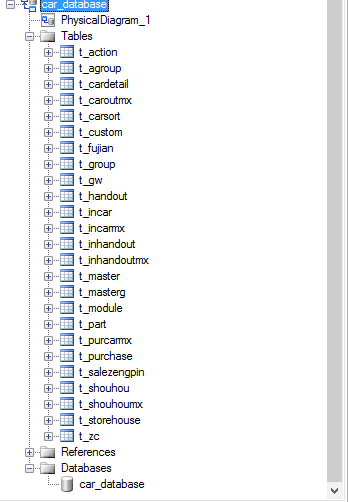 car_database
PhysicalDiagram_1
Tables
t_action
t_agroup
t_cardetail
t_caroutmx
t_carsort
t_custom
t_fujian
t_group
t_gw
t_handout
t_incar
t_incarmx
t_inhandout
t_inhandoutmx
t_master
t_masterg
t_module
t_part
t_purcarmx
t_purchase
t_salezengpin
t_shouhou
t_shouhoumx
t_storehouse
t_zc
References
Databases
car_database